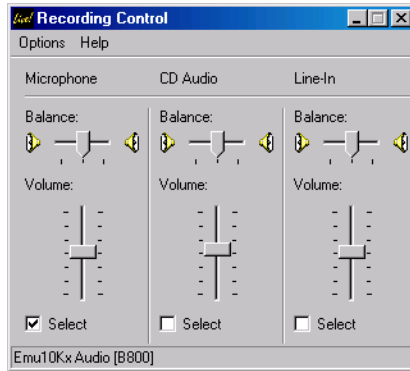 Live! Recording Control
Options Help
Microphone CD Audio Line-In
Balance: Balance: Balance:
Volume: Volume: Volume:
Select Select Select
Emu10Kx Audio [B800]